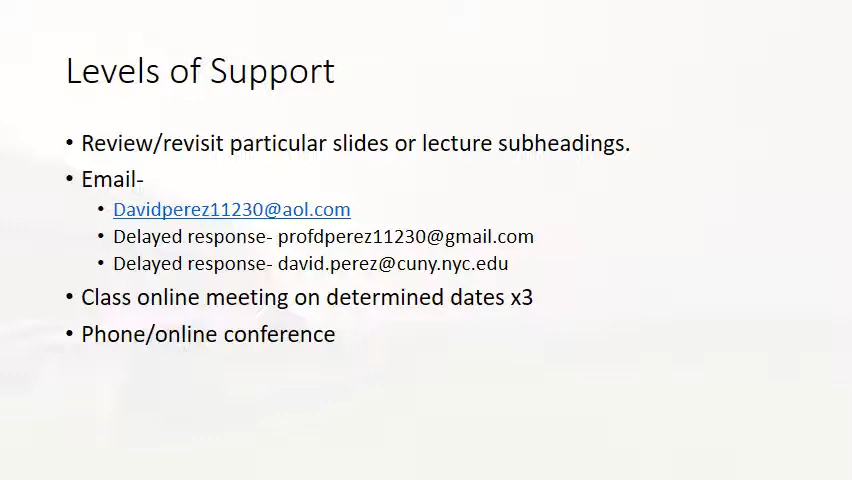 Levels of Support
• Review/revisit particular slides or lecture subheadings.
• Email-
• Davidperez11230@aol.com
• Delayed response- profdperez11230@gmail.com
• Delayed response- david.perez@cuny.nyc.edu
• Class online meeting on determined dates x3
• Phone/online conference